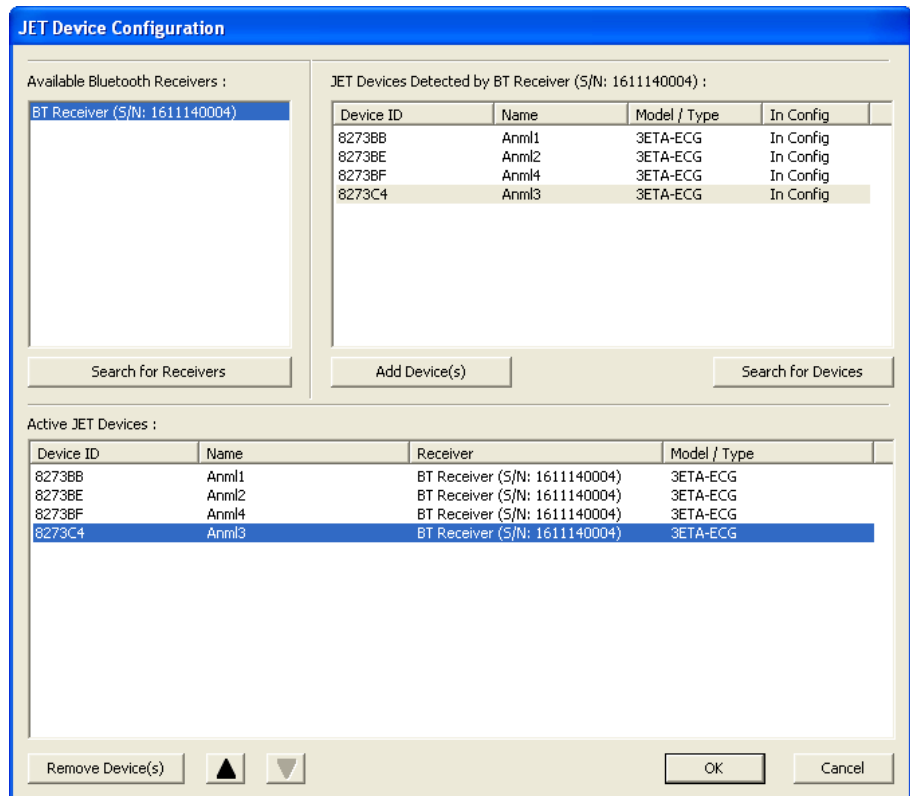 JET Device Configuration
Available Bluetooth Receivers :
BT Receiver (S/N: 1611140004)
Search for Receivers
JET Devices Detected by BT Receiver (S/N: 1611140004) :
Device ID Name Model / Type In Config
8273BB Anml1 3ETA-ECG In Config
8273BE Anml2 3ETA-ECG In Config
8273BF Anml4 3ETA-ECG In Config
8273C4 Anml3 3ETA-ECG In Config
Add Device(s) Search for Devices
Active JET Devices :
Device ID Name Receiver Model / Type
8273BB Anml1 BT Receiver (S/N: 1611140004) 3ETA-ECG
8273BE Anml2 BT Receiver (S/N: 1611140004) 3ETA-ECG
8273BF Anml4 BT Receiver (S/N: 1611140004) 3ETA-ECG
8273C4 Anml3 BT Receiver (S/N: 1611140004) 3ETA-ECG
Remove Device(s) OK Cancel